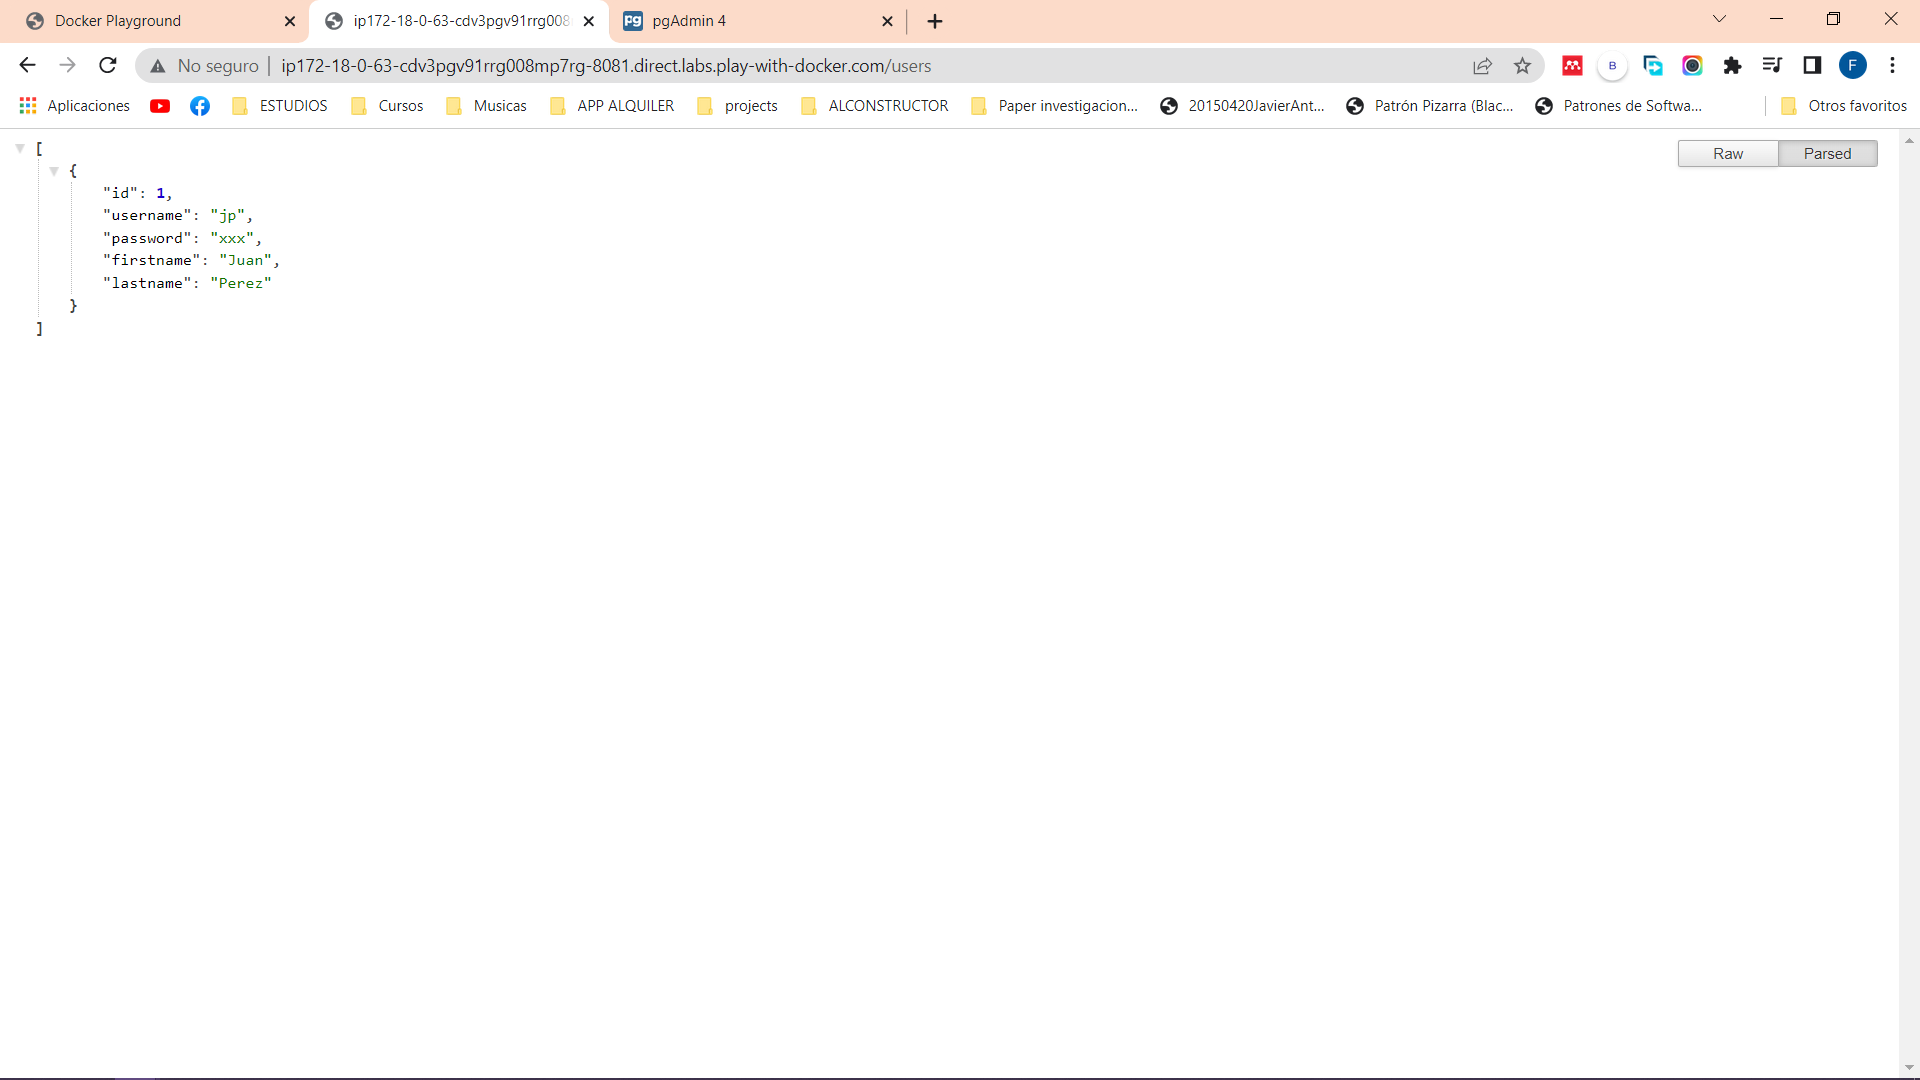 Docker Playground
ip172-18-0-63-cdv3pgv91rrg008
pgAdmin 4
No seguro
ip172-18-0-63-cdv3pgv91rrg008mp7rg-8081.direct.labs.play-with-docker.com/users
B
F
Aplicaciones
ESTUDIOS
Cursos
Musicas
APP ALQUILER
projects
ALCONSTRUCTOR
Paper investigacion...
20150420JavierAnt...
Patrón Pizarra (Blac...
Patrones de Softwa...
Otros favoritos
Raw
Parsed
[
{
"id": 1,
"username": "jp",
"password": "xxx",
"firstname": "Juan",
"lastname": "Perez"
}
]